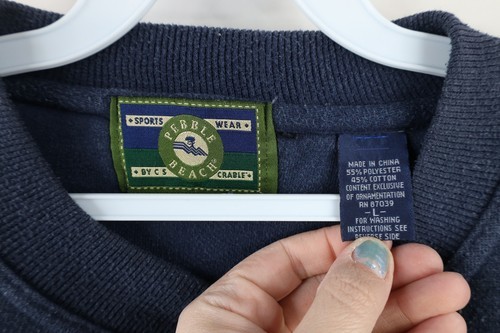 SPORTS WEAR
PEBBLE
BEACH®
BY C S CRABLE
MADE IN CHINA
55% POLYESTER
45% COTTON
CONTENT EXCLUSIVE
OF ORNAMENTATION
RN 87039
-L-
FOR WASHING
INSTRUCTIONS SEE
REVERSE SIDE